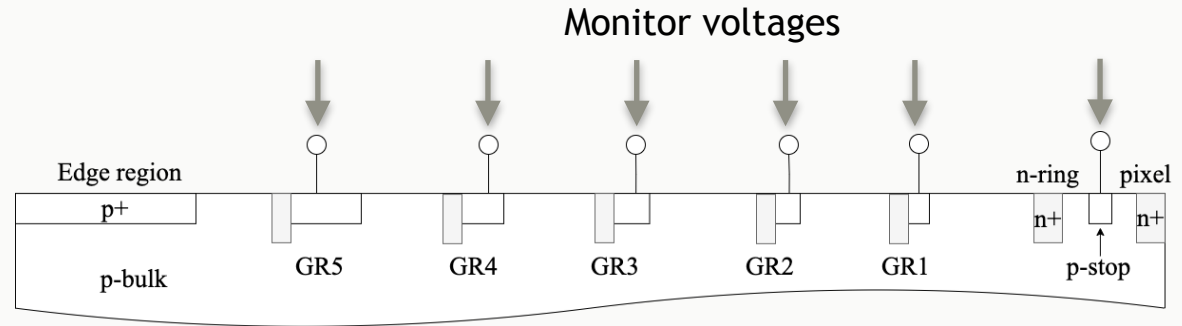 Monitor voltages
Edge region
n-ring
pixel
p+
n+
n+
GR5
GR4
GR3
GR2
GR1
p-stop
p-bulk